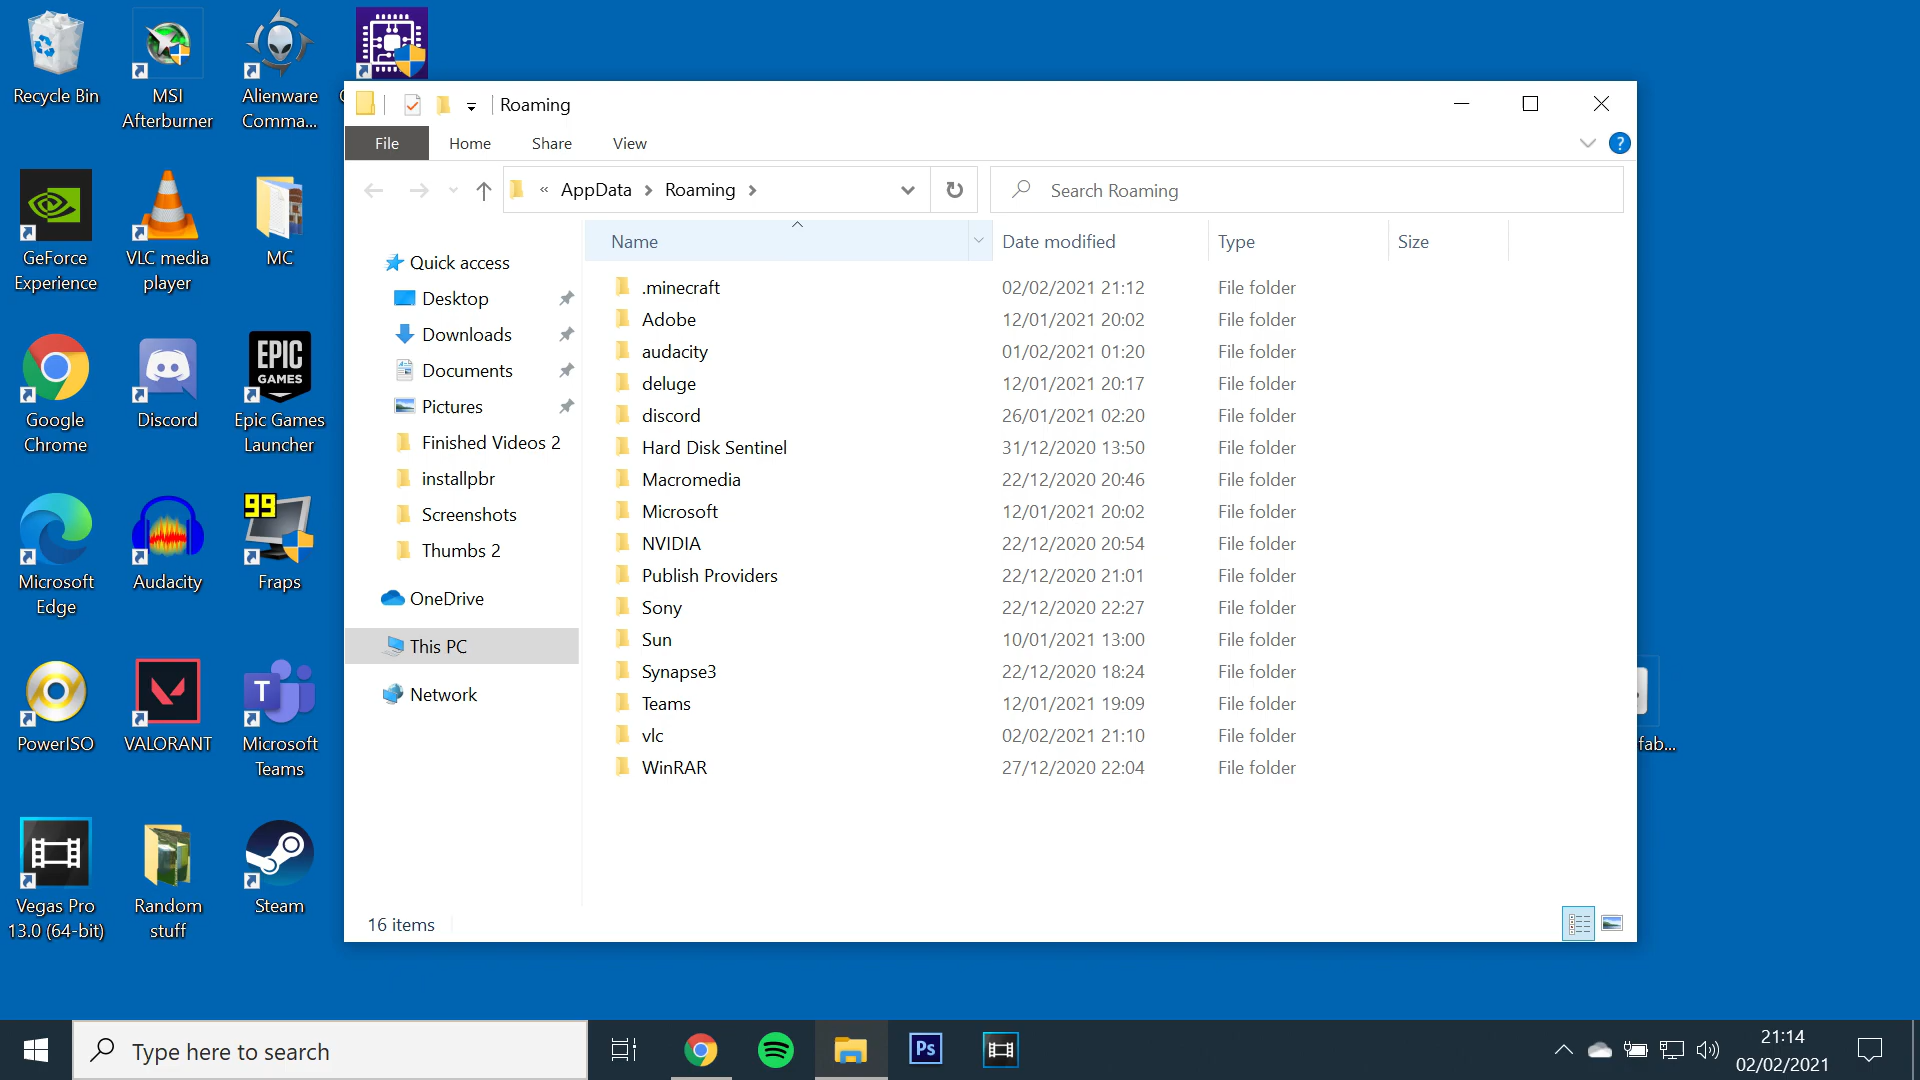 Recycle Bin
MSI
Afterburner
Alienware
Comma...
GeForce
Experience
VLC media
player
MC
Google
Chrome
Discord
EPIC
GAMES
Epic Games
Launcher
Microsoft
Edge
Audacity
99
Fraps
PowerISO
VALORANT
T
Microsoft
Teams
Vegas Pro
13.0 (64-bit)
Random
stuff
Steam
Roaming
File
Home
Share
View
?
« AppData > Roaming >
Search Roaming
Quick access
Desktop
Downloads
Documents
Pictures
Finished Videos 2
installpbr
Screenshots
Thumbs 2
OneDrive
This PC
Network
Name Date modified Type Size
.minecraft 02/02/2021 21:12 File folder
Adobe 12/01/2021 20:02 File folder
audacity 01/02/2021 01:20 File folder
deluge 12/01/2021 20:17 File folder
discord 26/01/2021 02:20 File folder
Hard Disk Sentinel 31/12/2020 13:50 File folder
Macromedia 22/12/2020 20:46 File folder
Microsoft 12/01/2021 20:02 File folder
NVIDIA 22/12/2020 20:54 File folder
Publish Providers 22/12/2020 21:01 File folder
Sony 22/12/2020 22:27 File folder
Sun 10/01/2021 13:00 File folder
Synapse3 22/12/2020 18:24 File folder
Teams 12/01/2021 19:09 File folder
vlc 02/02/2021 21:10 File folder
WinRAR 27/12/2020 22:04 File folder
16 items
fab...
Type here to search
Ps
21:14
02/02/2021